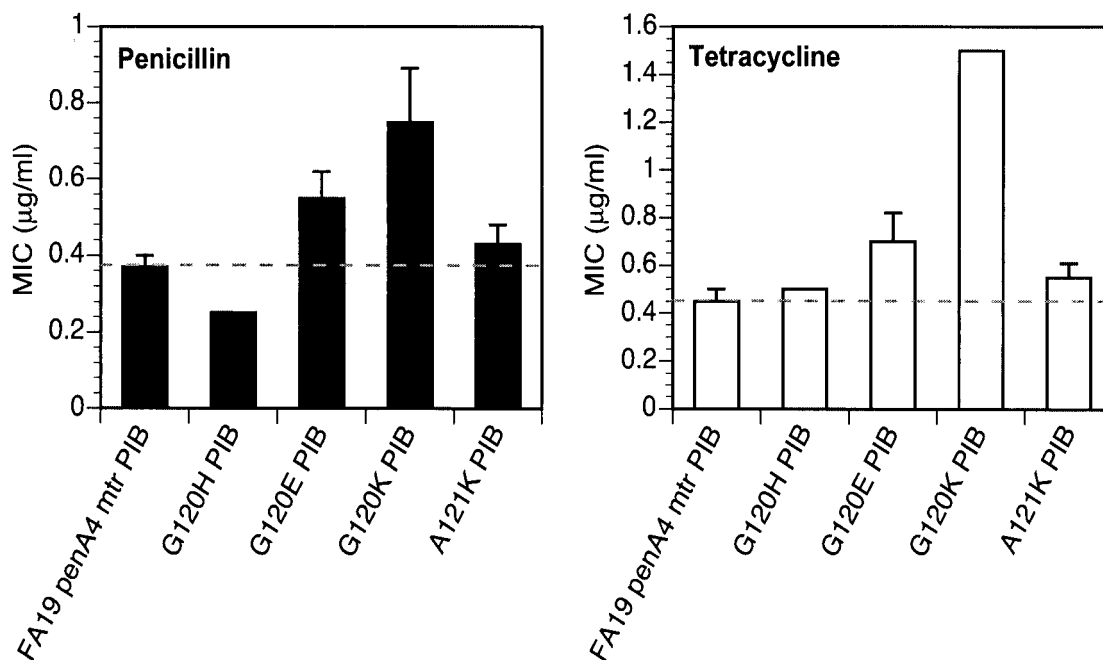 Penicillin
MIC (µg/ml)
1
0.8
0.6
0.4
0.2
0
FA19 penA4 mtr PIB
G120H PIB
G120E PIB
G120K PIB
A121K PIB
Tetracycline
MIC (µg/ml)
1.6
1.4
1.2
1
0.8
0.6
0.4
0.2
0
FA19 penA4 mtr PIB
G120H PIB
G120E PIB
G120K PIB
A121K PIB